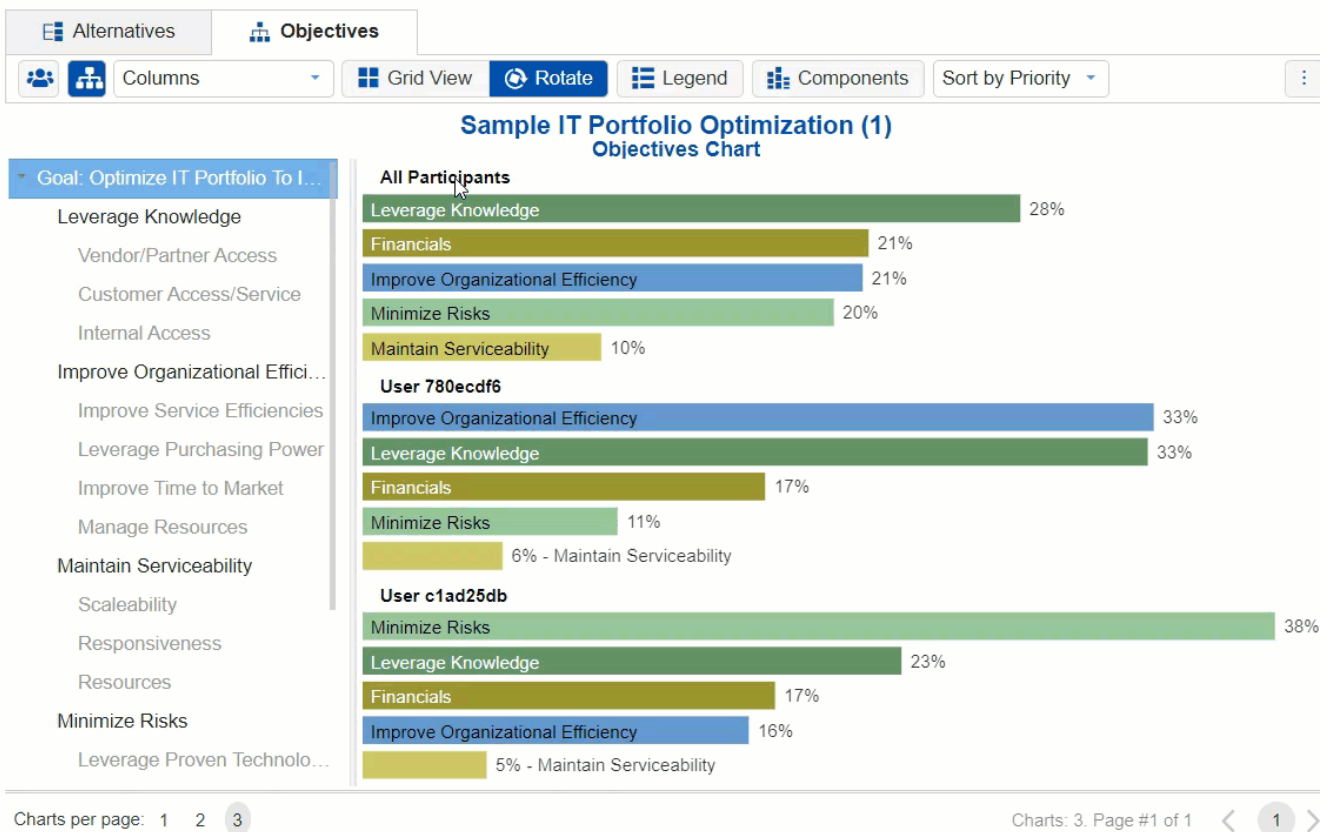 Alternatives
Objectives
Columns
Grid View
Rotate
Legend
Components
Sort by Priority
Sample IT Portfolio Optimization (1)
Objectives Chart
Goal: Optimize IT Portfolio To I...
Leverage Knowledge
Vendor/Partner Access
Customer Access/Service
Internal Access
Improve Organizational Effici...
Improve Service Efficiencies
Leverage Purchasing Power
Improve Time to Market
Manage Resources
Maintain Serviceability
Scaleability
Responsiveness
Resources
Minimize Risks
Leverage Proven Technolo...
All Participants
Leverage Knowledge 28%
Financials 21%
Improve Organizational Efficiency 21%
Minimize Risks 20%
Maintain Serviceability 10%
User 780ecdf6
Improve Organizational Efficiency 33%
Leverage Knowledge 33%
Financials 17%
Minimize Risks 11%
6% - Maintain Serviceability
User c1ad25db
Minimize Risks 38%
Leverage Knowledge 23%
Financials 17%
Improve Organizational Efficiency 16%
5% - Maintain Serviceability
Charts per page: 1 2 3
Charts: 3. Page #1 of 1
1